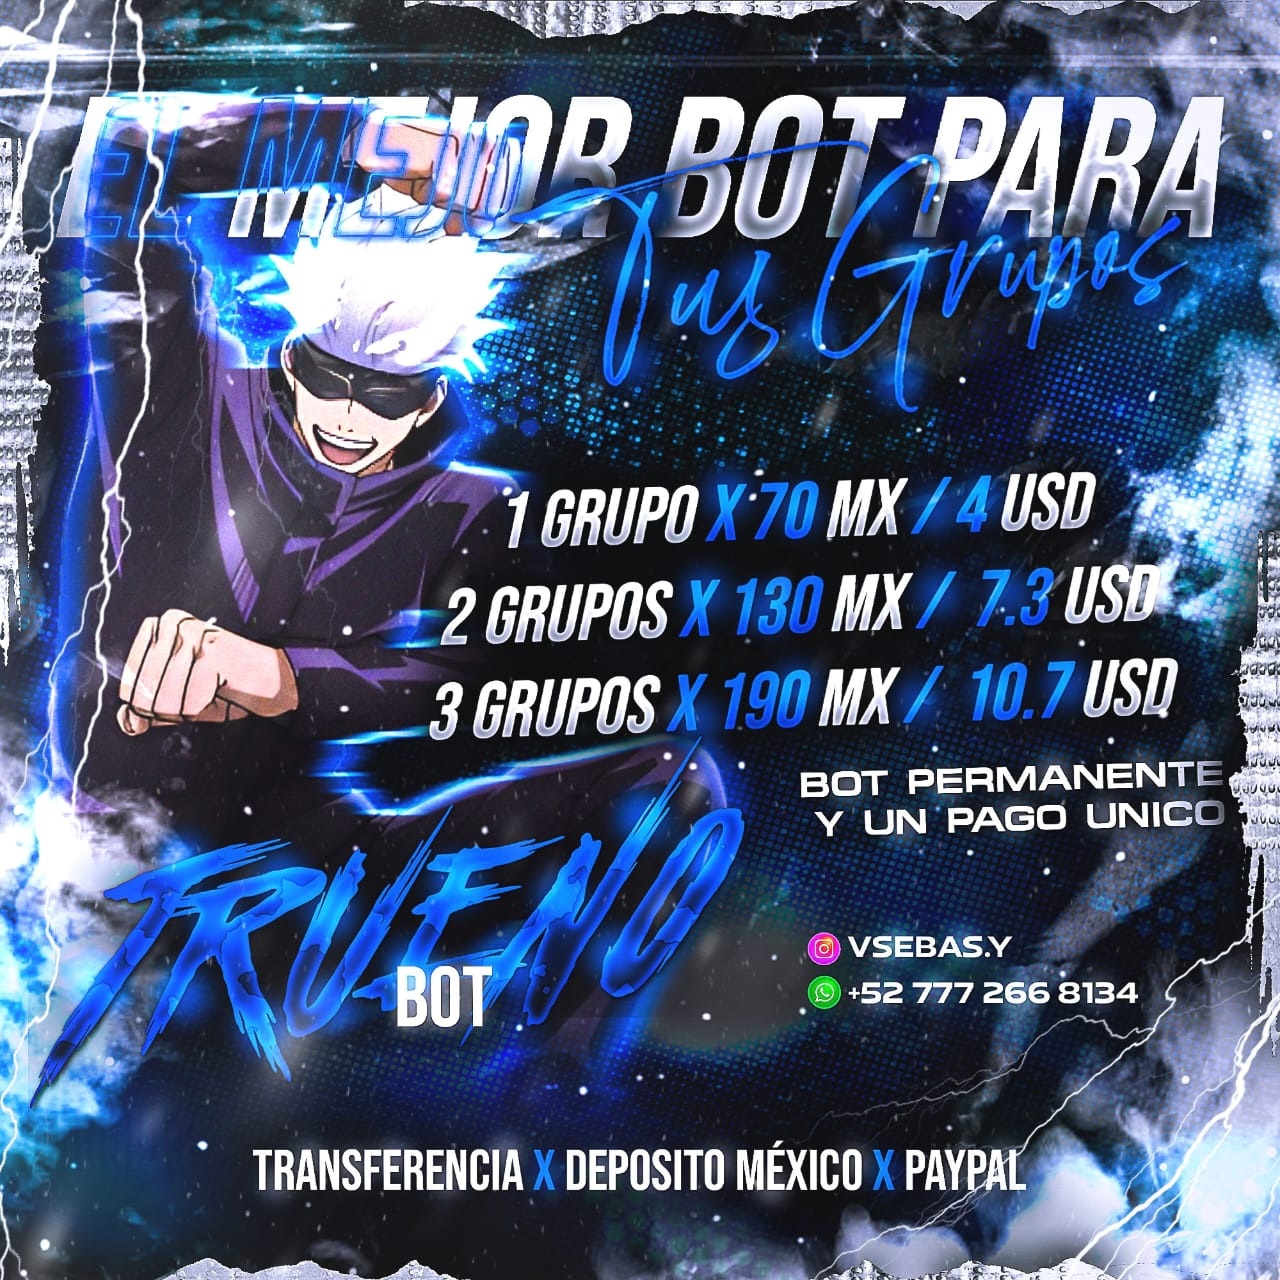 EL MEJOR BOT PARA
Tus Grupos
1 GRUPO X 70 MX / 4 USD
2 GRUPOS X 130 MX / 7.3 USD
3 GRUPOS X 190 MX / 10.7 USD
BOT PERMANENTE
Y UN PAGO UNICO
TRUENO
BOT
VSEBAS.Y
+52 777 266 8134
TRANSFERENCIA X DEPOSITO MÉXICO X PAYPAL